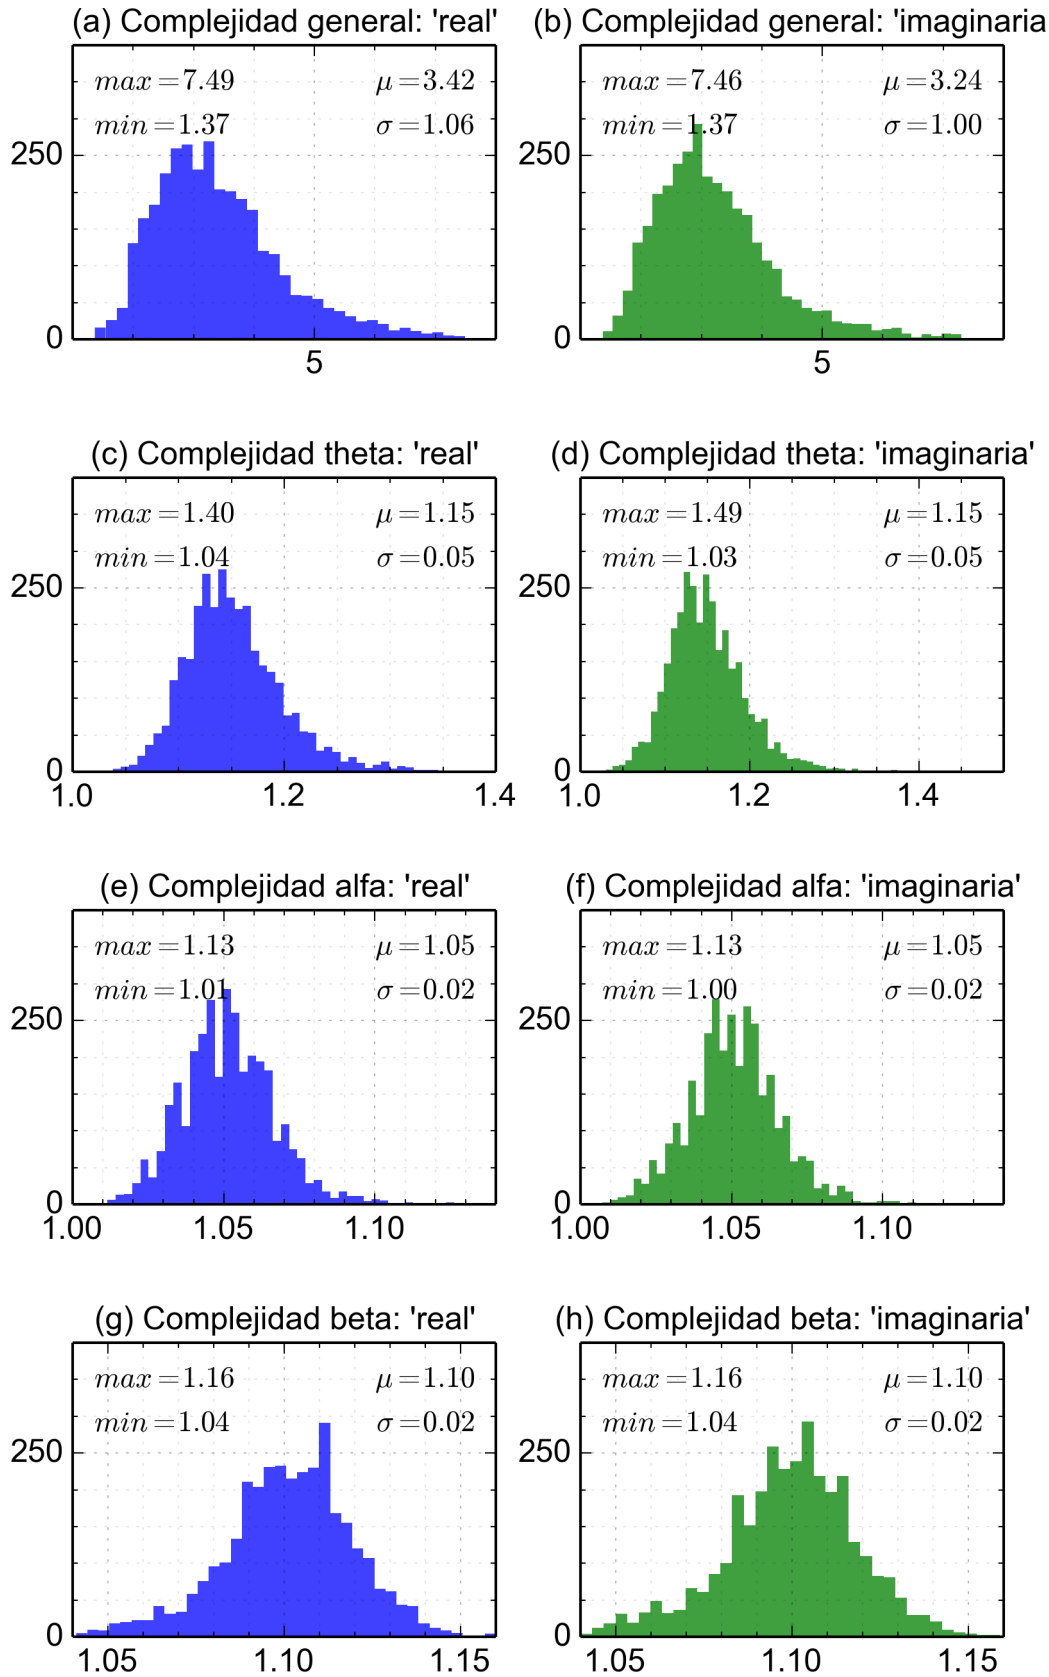 (a) Complejidad general: 'real'
max=7.49 μ=3.42
min=1.37 σ=1.06
250
0
5
(b) Complejidad general: 'imaginaria
max=7.46 μ=3.24
min=1.37 σ=1.00
250
0
5
(c) Complejidad theta: 'real'
max=1.40 μ=1.15
min=1.04 σ=0.05
250
0
1.0 1.2 1.4
(d) Complejidad theta: 'imaginaria'
max=1.49 μ=1.15
min=1.03 σ=0.05
250
0
1.0 1.2 1.4
(e) Complejidad alfa: 'real'
max=1.13 μ=1.05
min=1.01 σ=0.02
250
0
1.00 1.05 1.10
(f) Complejidad alfa: 'imaginaria'
max=1.13 μ=1.05
min=1.00 σ=0.02
250
0
1.00 1.05 1.10
(g) Complejidad beta: 'real'
max=1.16 μ=1.10
min=1.04 σ=0.02
250
0
1.05 1.10 1.15
(h) Complejidad beta: 'imaginaria'
max=1.16 μ=1.10
min=1.04 σ=0.02
250
0
1.05 1.10 1.15